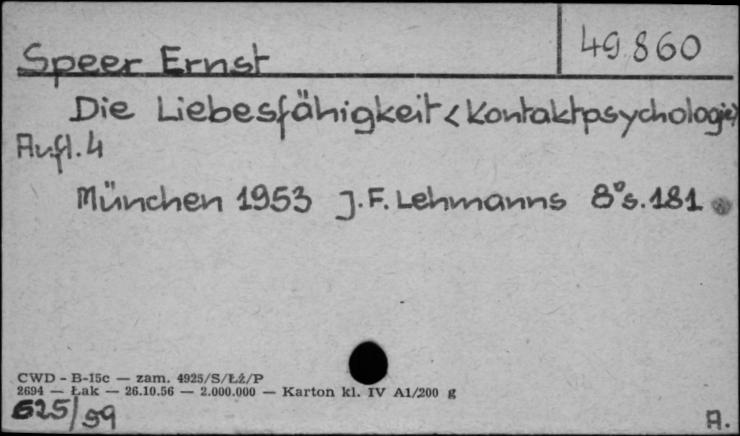 49.860
Speer Ernst
Die Liebesfähigkeit <Kontaktpsychologie>
Aufl. 4
München 1953 J.F. Lehmanns 8° s. 181
CWD - B-15c — zam. 4925/S/Łź/P
2694 — Łak — 26.10.56 — 2.000.000 — Karton kl. IV A1/200 g
625/59
A.